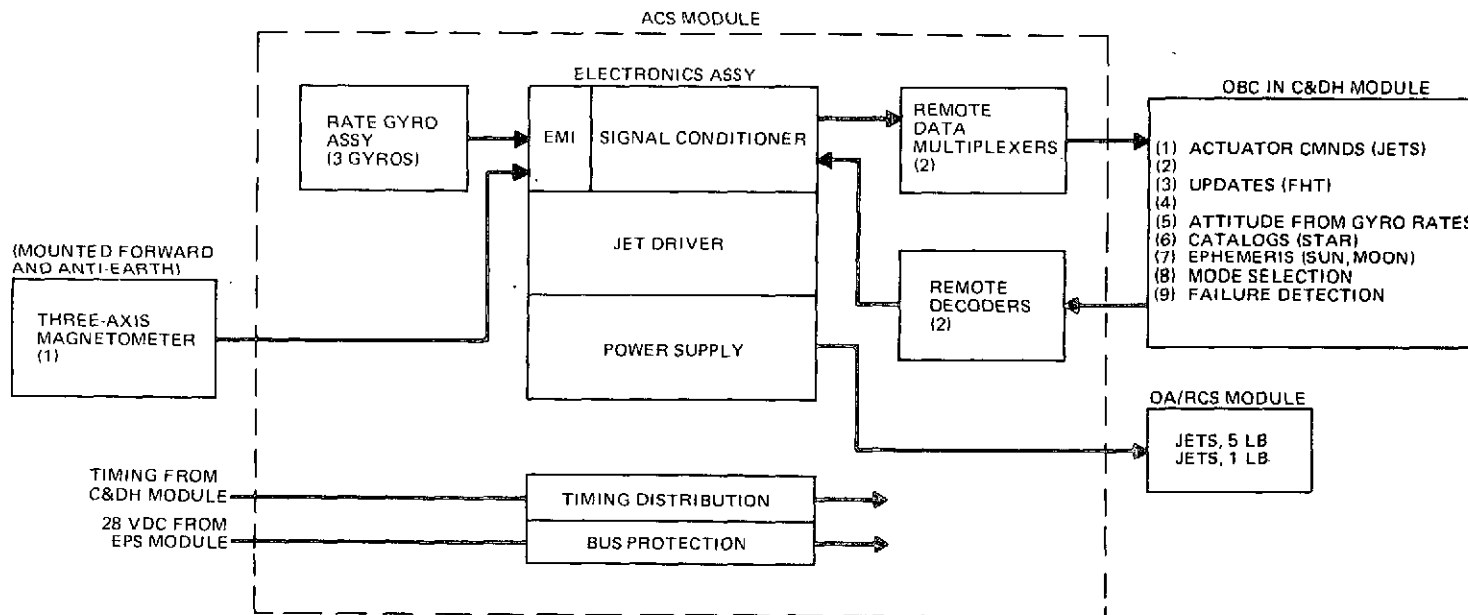 ACS MODULE
ELECTRONICS ASSY
RATE GYRO
ASSY
(3 GYROS)
EMI
SIGNAL CONDITIONER
JET DRIVER
POWER SUPPLY
REMOTE
DATA
MULTIPLEXERS
(2)
REMOTE
DECODERS
(2)
OBC IN C&DH MODULE
(1) ACTUATOR CMNDS (JETS)
(2)
(3) UPDATES (FHT)
(4)
(5) ATTITUDE FROM GYRO RATES
(6) CATALOGS (STAR)
(7) EPHEMERIS (SUN, MOON)
(8) MODE SELECTION
(9) FAILURE DETECTION
(MOUNTED FORWARD
AND ANTI-EARTH)
THREE-AXIS
MAGNETOMETER
(1)
OA/RCS MODULE
JETS, 5 LB
JETS, 1 LB
TIMING FROM
C&DH MODULE
28 VDC FROM
EPS MODULE
TIMING DISTRIBUTION
BUS PROTECTION